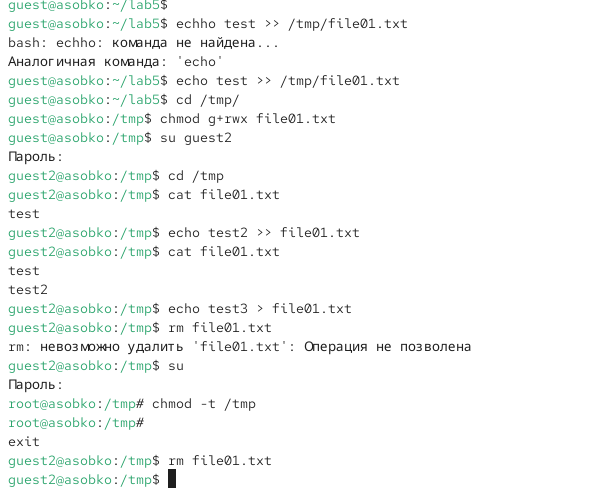 guest@asobko:~/lab5$
guest@asobko:~/lab5$ echho test >> /tmp/file01.txt
bash: echho: команда не найдена...
Аналогичная команда: 'echo'
guest@asobko:~/lab5$ echo test >> /tmp/file01.txt
guest@asobko:~/lab5$ cd /tmp/
guest@asobko:/tmp$ chmod g+rwx file01.txt
guest@asobko:/tmp$ su guest2
Пароль:
guest2@asobko:/tmp$ cd /tmp
guest2@asobko:/tmp$ cat file01.txt
test
guest2@asobko:/tmp$ echo test2 >> file01.txt
guest2@asobko:/tmp$ cat file01.txt
test
test2
guest2@asobko:/tmp$ echo test3 > file01.txt
guest2@asobko:/tmp$ rm file01.txt
rm: невозможно удалить 'file01.txt': Операция не позволена
guest2@asobko:/tmp$ su
Пароль:
root@asobko:/tmp# chmod -t /tmp
root@asobko:/tmp#
exit
guest2@asobko:/tmp$ rm file01.txt
guest2@asobko:/tmp$